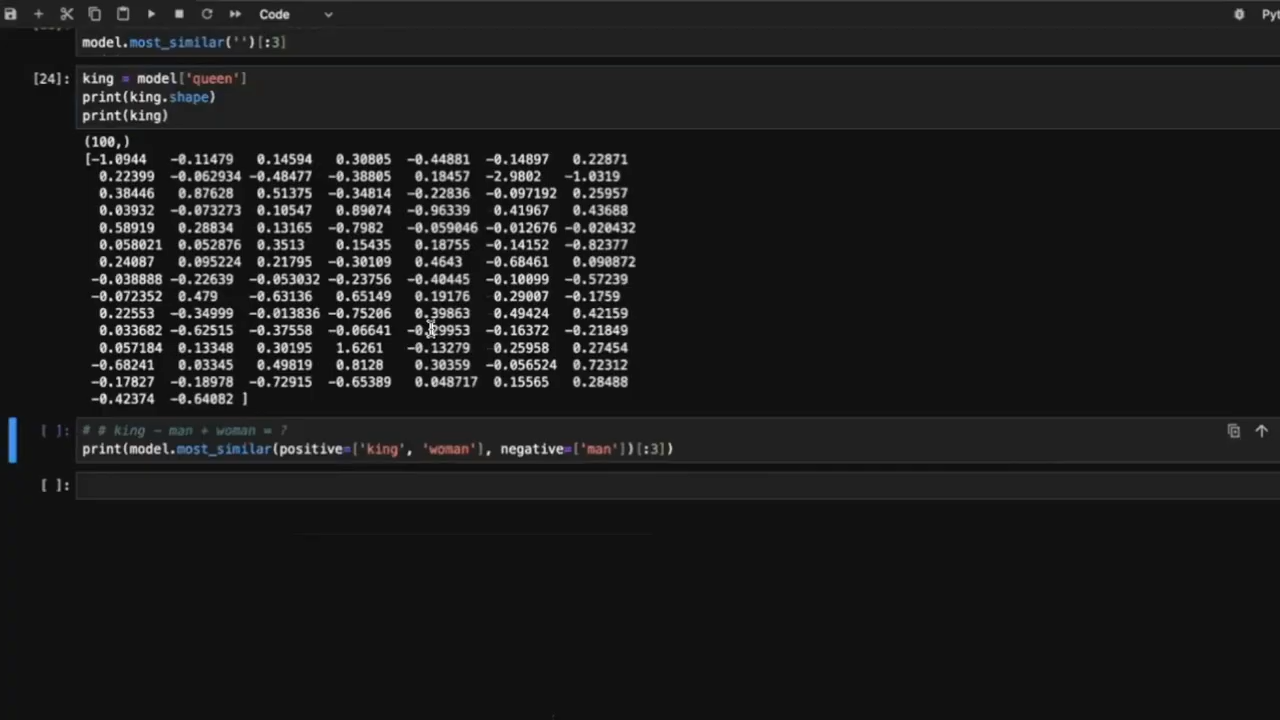 Code
Pyt
model.most_similar('')[:3]
[24]:
king = model['queen']
print(king.shape)
print(king)
(100,)
[-1.0944 -0.11479 0.14594 0.30805 -0.44881 -0.14897 0.22871
0.22399 -0.062934 -0.48477 -0.38805 0.18457 -2.9802 -1.0319
0.38446 0.87628 0.51375 -0.34814 -0.22836 -0.097192 0.25957
0.03932 -0.073273 0.10547 0.89074 -0.96339 0.41967 0.43688
0.58919 0.28834 0.13165 -0.7982 -0.059046 -0.012676 -0.020432
0.058021 0.052876 0.3513 0.15435 0.18755 -0.14152 -0.82377
0.24087 0.095224 0.21795 -0.30109 0.4643 -0.68461 0.090872
-0.038888 -0.22639 -0.053032 -0.23756 -0.40445 -0.10099 -0.57239
-0.072352 0.479 -0.63136 0.65149 0.19176 0.29007 -0.1759
0.22553 -0.34999 -0.013836 -0.75206 0.39863 0.49424 0.42159
0.033682 -0.62515 -0.37558 -0.06641 -0.16372 -0.21849
0.057184 0.13348 0.30195 1.6261 -0.13279 0.25958 0.27454
-0.68241 0.03345 0.49819 0.8128 0.30359 -0.056524 0.72312
-0.17827 -0.18978 -0.72915 -0.65389 0.048717 0.15565 0.28488
-0.42374 -0.64082 ]
[ ]:
# # king - man + woman = ?
print(model.most_similar(positive=['king', 'woman'], negative=['man'])[:3])
[ ]: